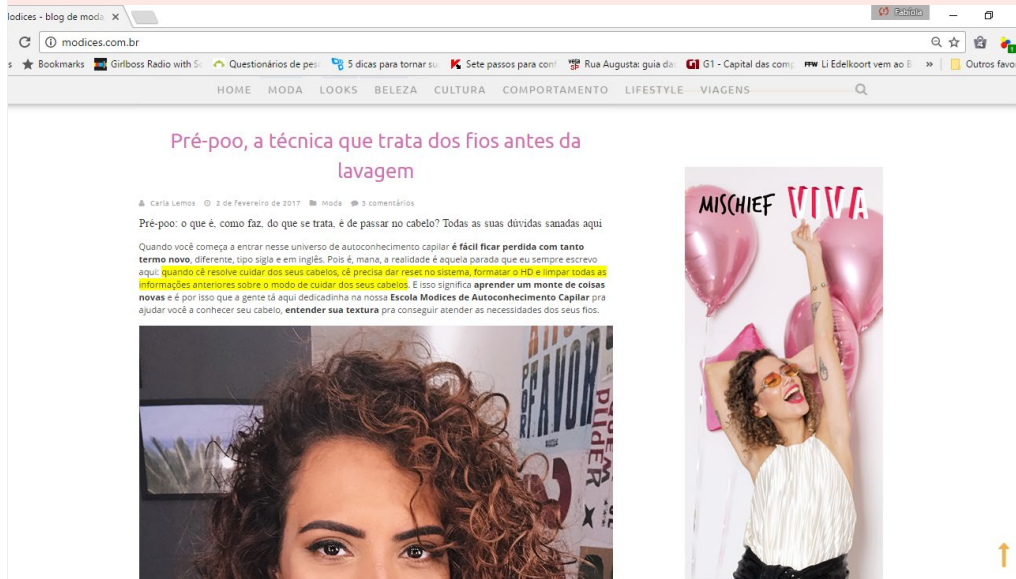 lodices - blog de moda
Fabíola
modices.com.br
s Bookmarks Girlboss Radio with Sc Questionários de pes 5 dicas para tornar su Sete passos para conf Rua Augusta: guia da G1 - Capital das comp FFW Li Edelkoort vem ao B » Outros favo
HOME MODA LOOKS BELEZA CULTURA COMPORTAMENTO LIFESTYLE VIAGENS
Pré-poo, a técnica que trata dos fios antes da
lavagem
Carla Lemos 2 de fevereiro de 2017 Moda 3 comentários
Pré-poo: o que é, como faz, do que se trata, é de passar no cabelo? Todas as suas dúvidas sanadas aqui
Quando você começa a entrar nesse universo de autoconhecimento capilar é fácil ficar perdida com tanto
termo novo, diferente, tipo sigla e em inglês. Pois é, mana, a realidade é aquela parada que eu sempre escrevo
aqui: quando cê resolve cuidar dos seus cabelos, cê precisa dar reset no sistema, formatar o HD e limpar todas as
informações anteriores sobre o modo de cuidar dos seus cabelos. E isso significa aprender um monte de coisas
novas e é por isso que a gente tá aqui dedicadinha na nossa Escola Modices de Autoconhecimento Capilar pra
ajudar você a conhecer seu cabelo, entender sua textura pra conseguir atender as necessidades dos seus fios.
MISCHIEF VIVA